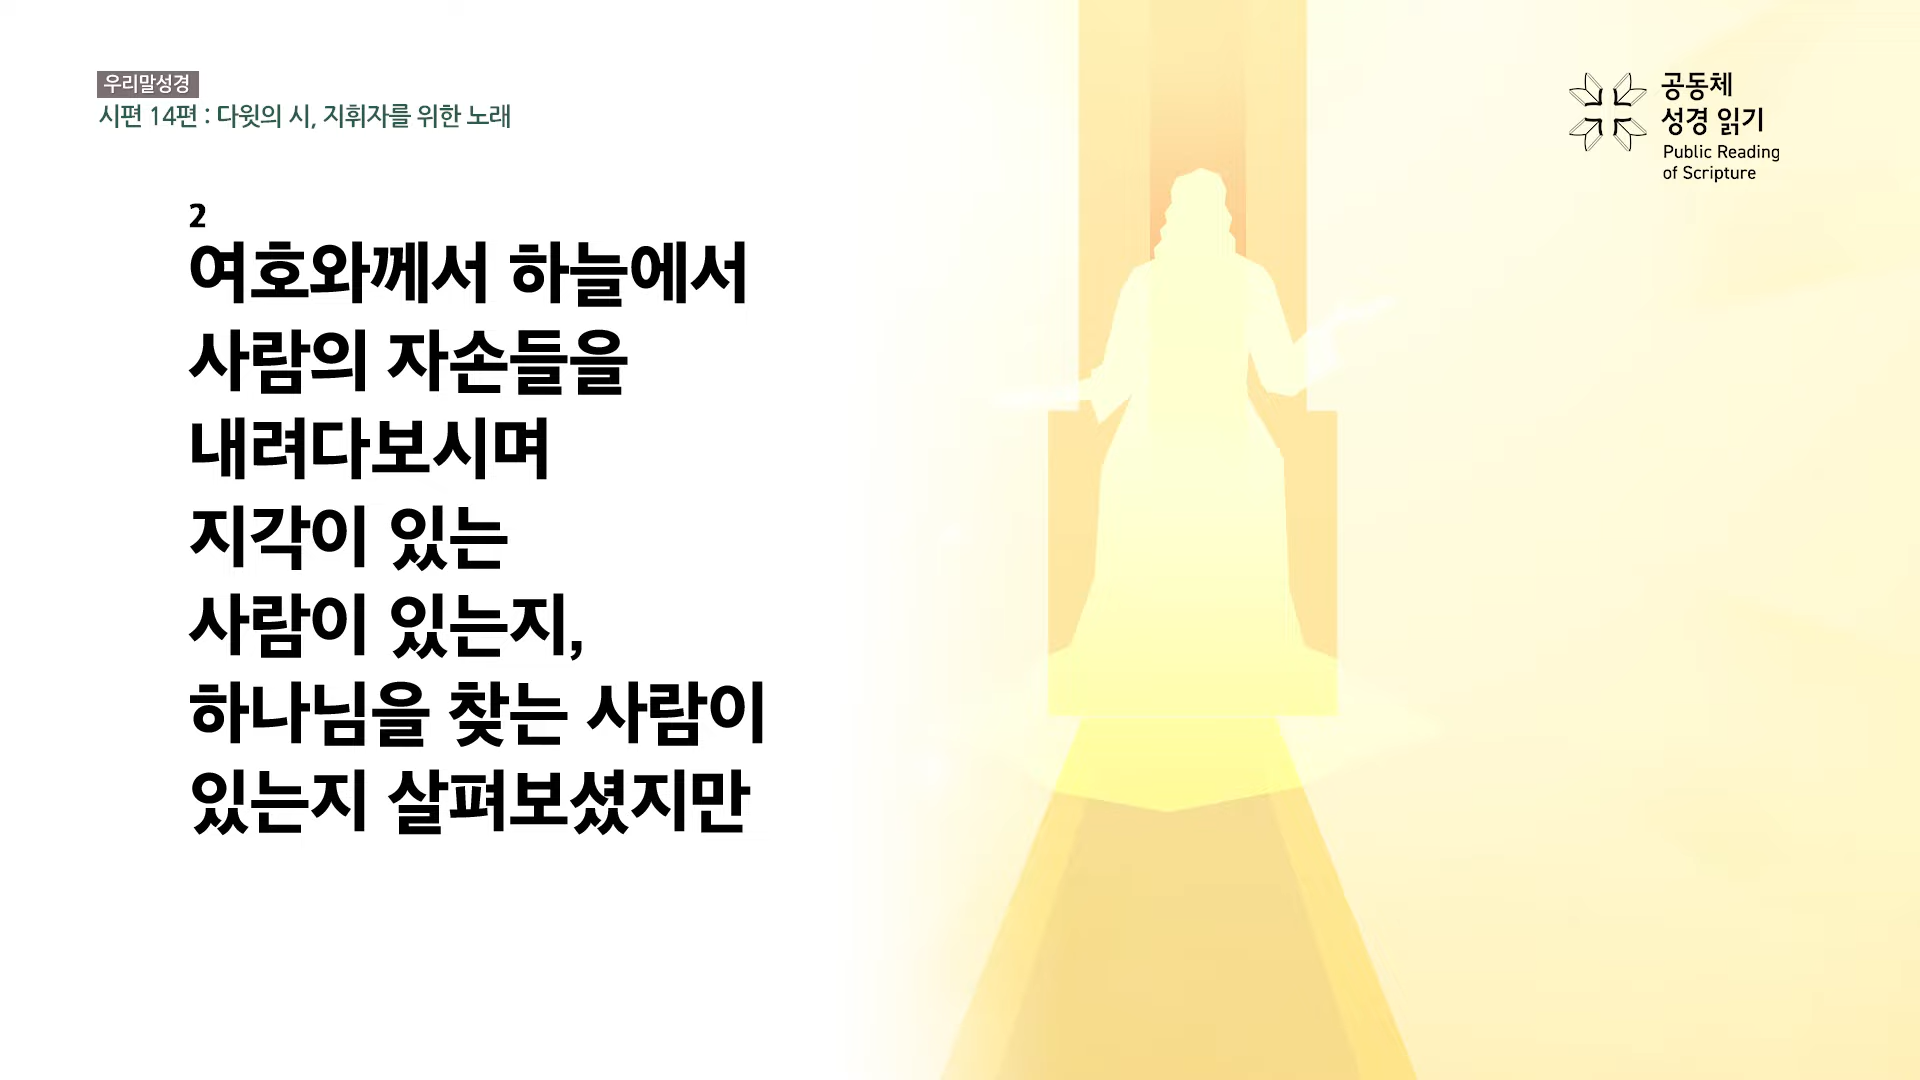 우리말성경
시편 14편 : 다윗의 시, 지휘자를 위한 노래
공동체
성경 읽기
Public Reading
of Scripture
2
여호와께서 하늘에서
사람의 자손들을
내려다보시며
지각이 있는
사람이 있는지,
하나님을 찾는 사람이
있는지 살펴보셨지만